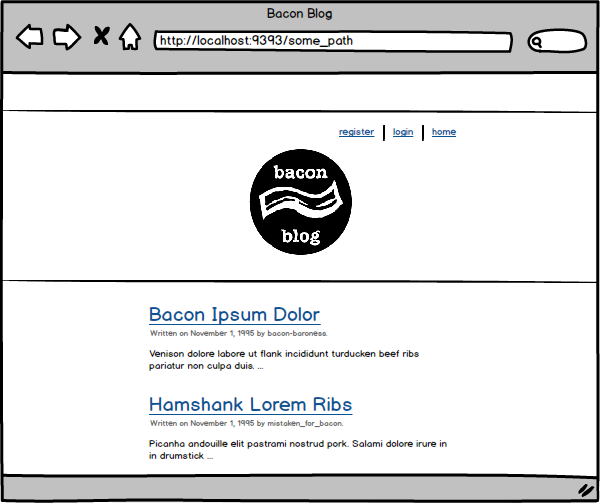 Bacon Blog
http://localhost:9393/some_path
register login home
bacon
blog
Bacon Ipsum Dolor
Written on November 1, 1995 by bacon-baroness.
Venison dolore labore ut flank incididunt turducken beef ribs
pariatur non culpa duis. ...
Hamshank Lorem Ribs
Written on November 1, 1995 by mistaken_for_bacon.
Picanha andouille elit pastrami nostrud pork. Salami dolore irure in
in drumstick ...